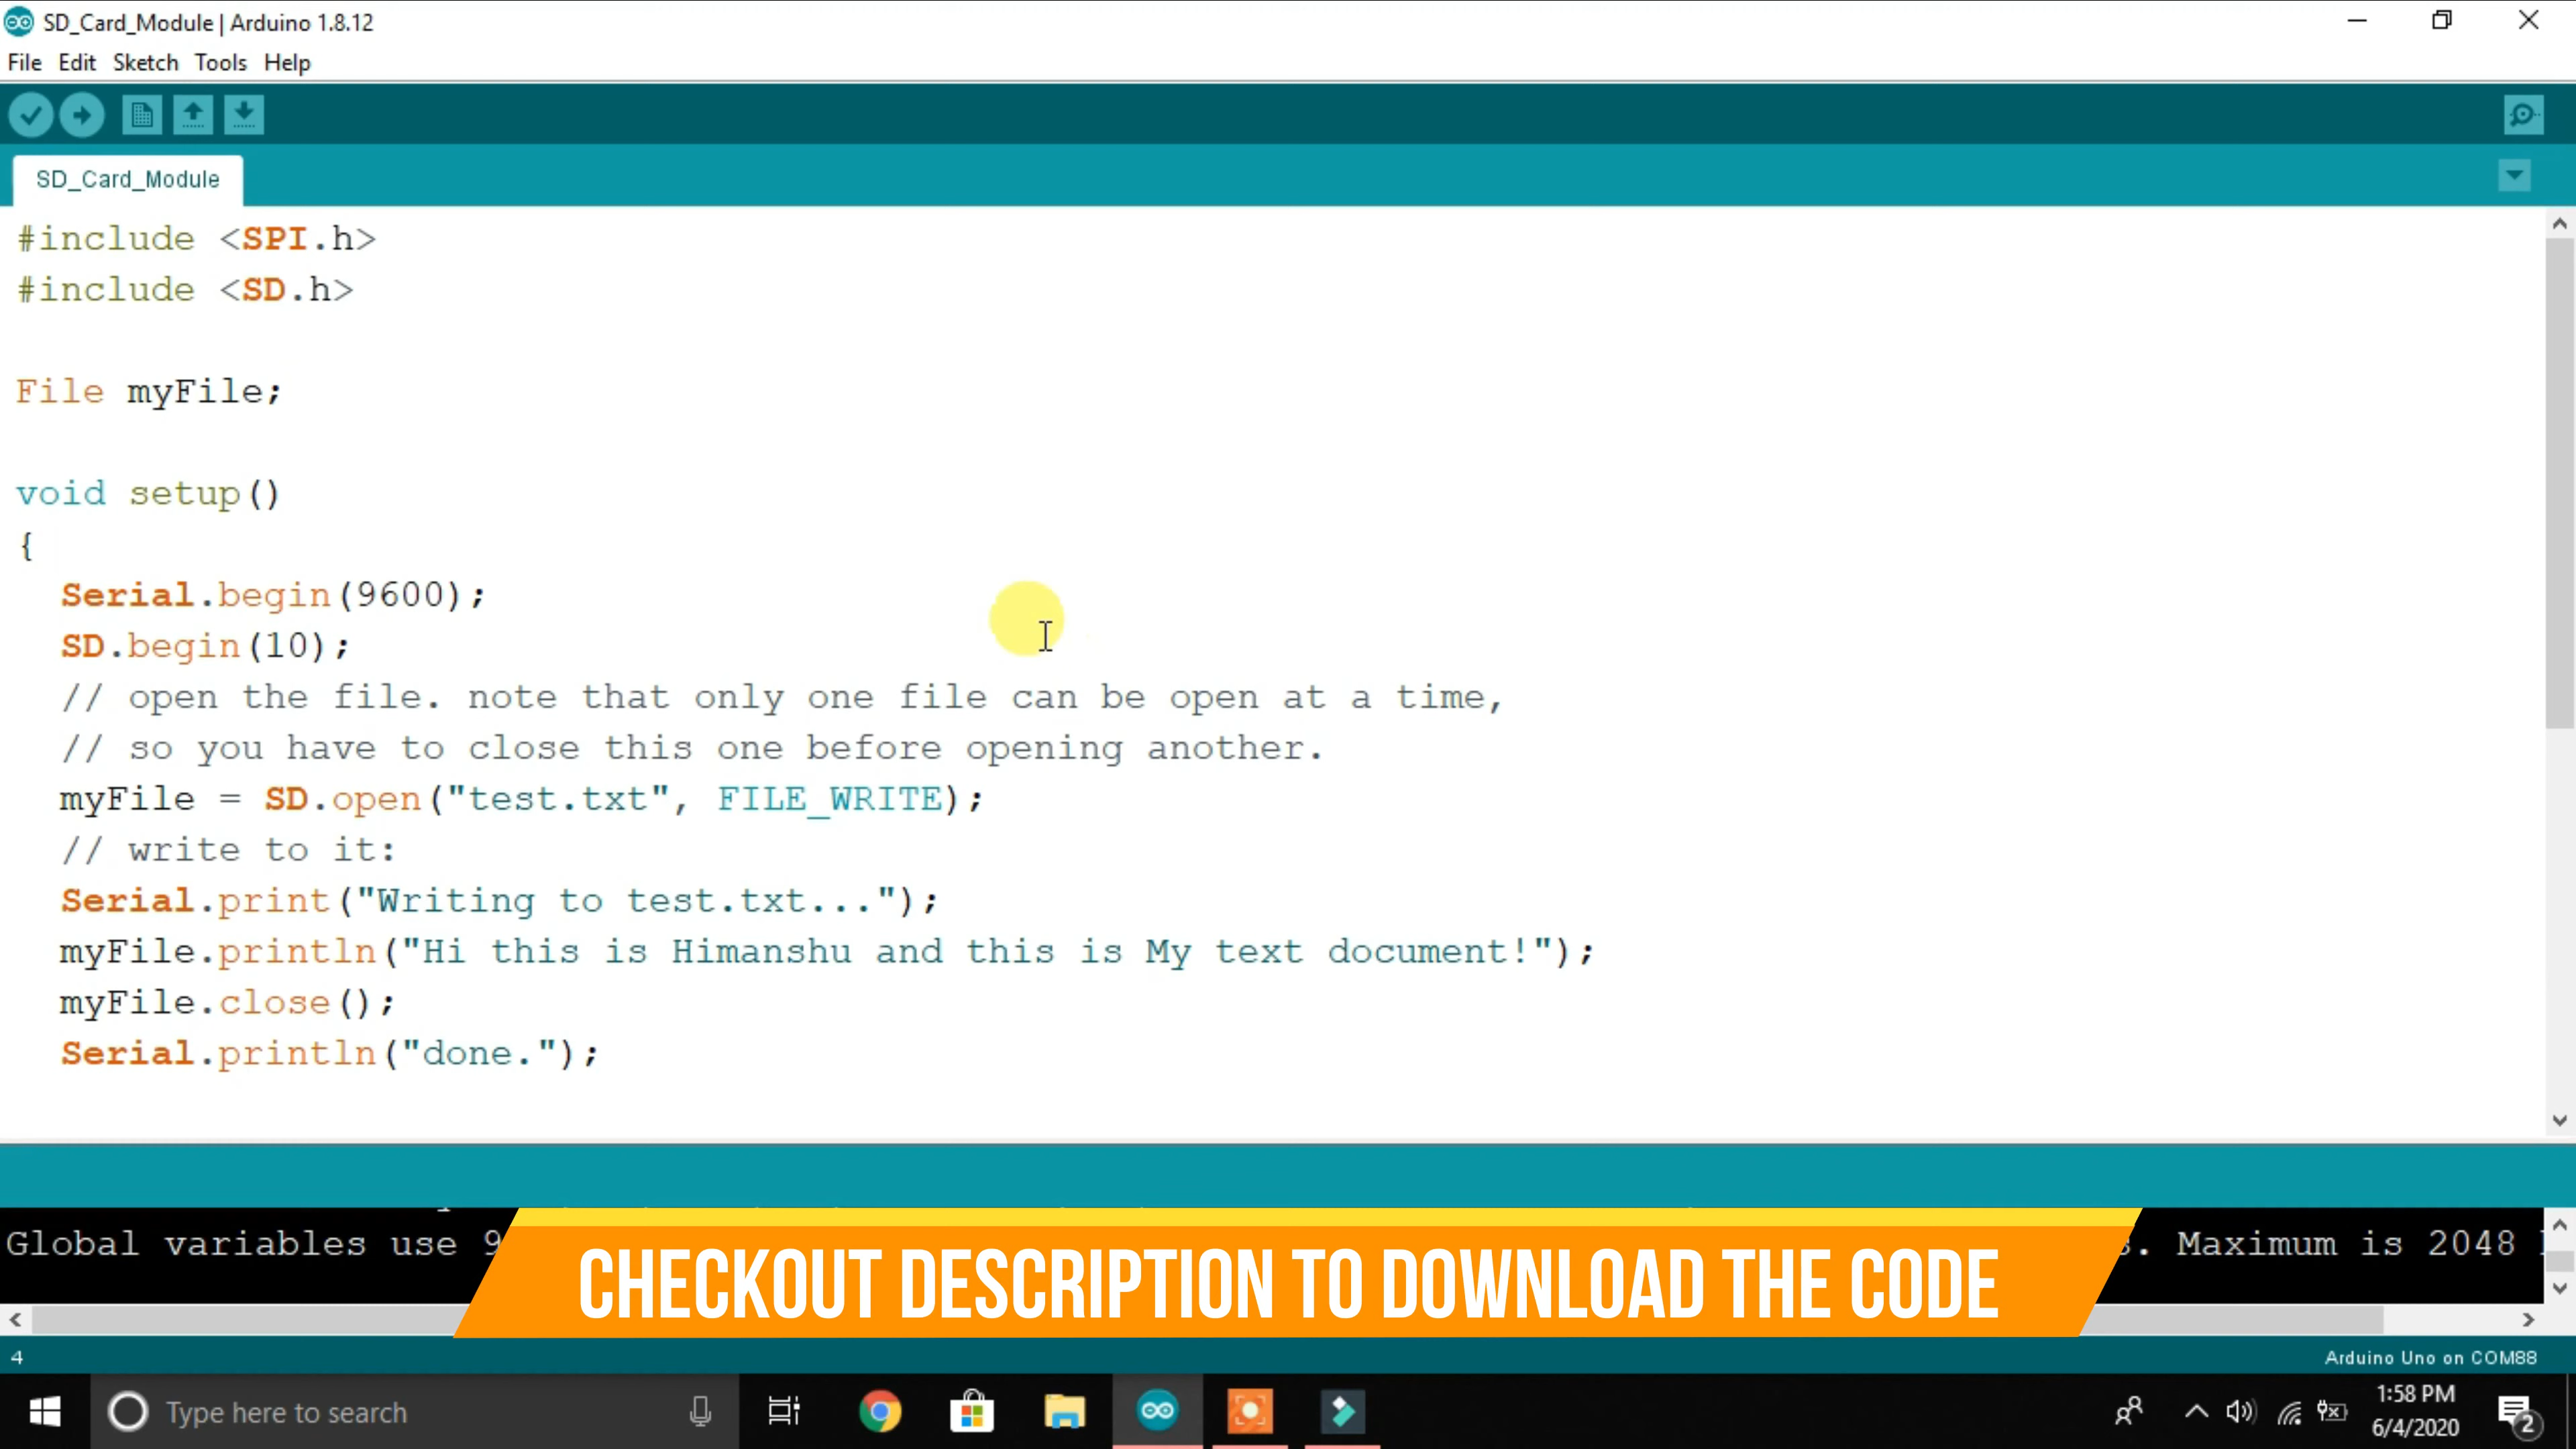 SD_Card_Module | Arduino 1.8.12
File Edit Sketch Tools Help
SD_Card_Module
#include <SPI.h>
#include <SD.h>
File myFile;
void setup()
{
Serial.begin(9600);
SD.begin(10);
// open the file. note that only one file can be open at a time,
// so you have to close this one before opening another.
myFile = SD.open("test.txt", FILE_WRITE);
// write to it:
Serial.print("Writing to test.txt...");
myFile.println("Hi this is Himanshu and this is My text document!");
myFile.close();
Serial.println("done.");
Global variables use 9 . Maximum is 2048
CHECKOUT DESCRIPTION TO DOWNLOAD THE CODE
4
Arduino Uno on COM88
Type here to search
1:58 PM
6/4/2020
2